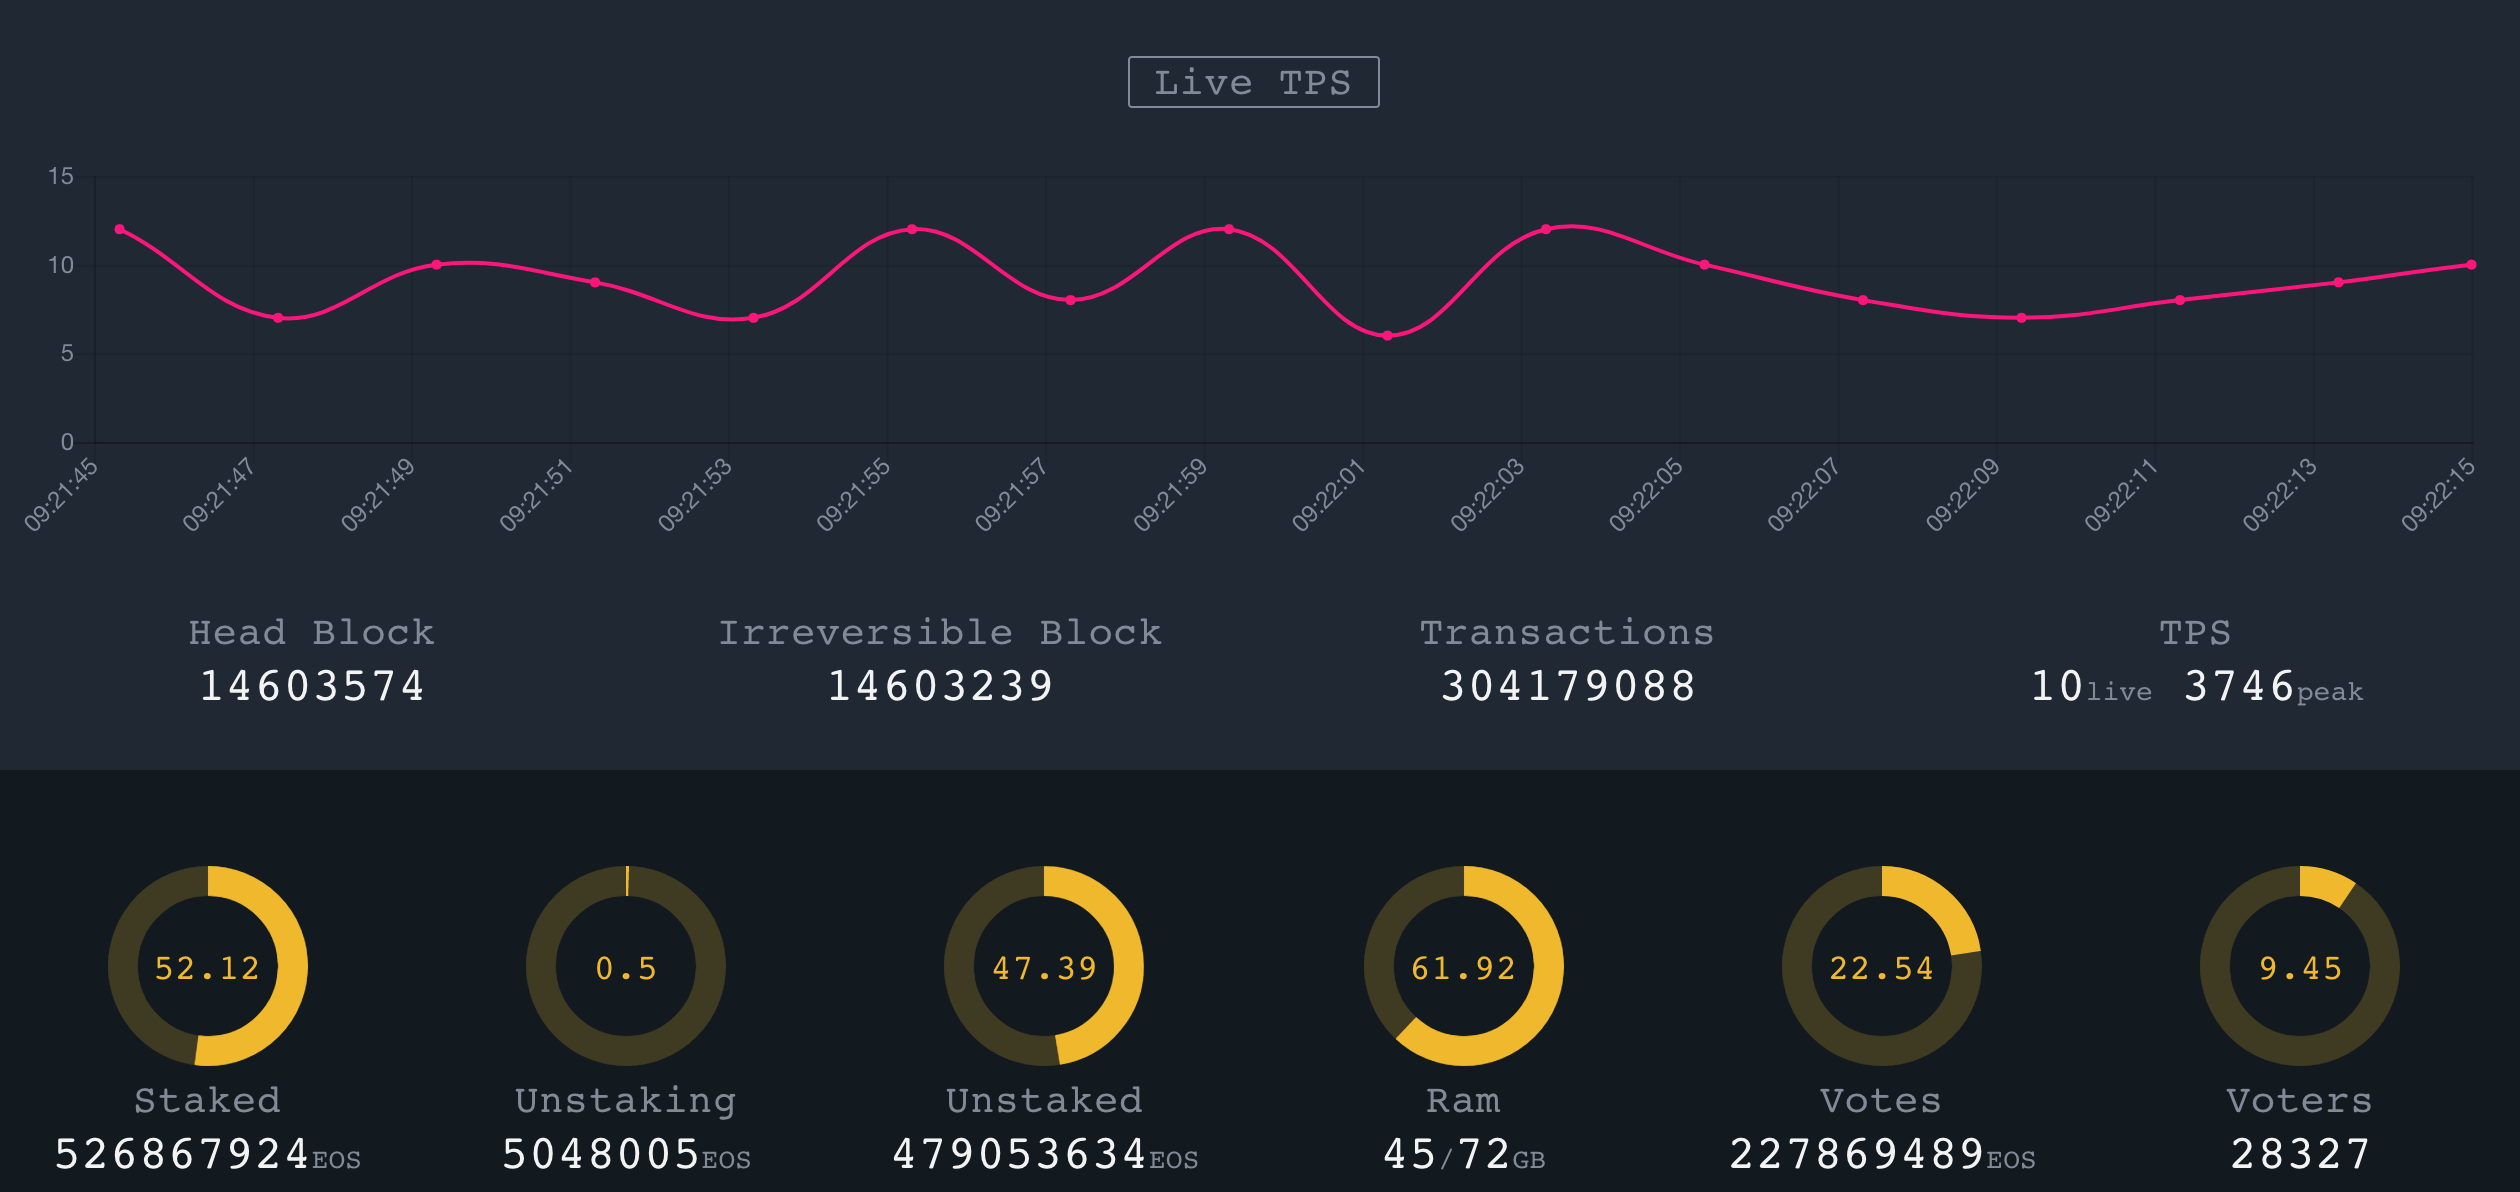 Live TPS
15
10
5
0
09:21:45 09:21:47 09:21:49 09:21:51 09:21:53 09:21:55 09:21:57 09:21:59 09:22:01 09:22:03 09:22:05 09:22:07 09:22:09 09:22:11 09:22:13 09:22:15
Head Block Irreversible Block Transactions TPS
14603574 14603239 304179088 10live 3746peak
52.12 0.5 47.39 61.92 22.54 9.45
Staked Unstaking Unstaked Ram Votes Voters
526867924EOS 5048005EOS 479053634EOS 45/72GB 227869489EOS 28327